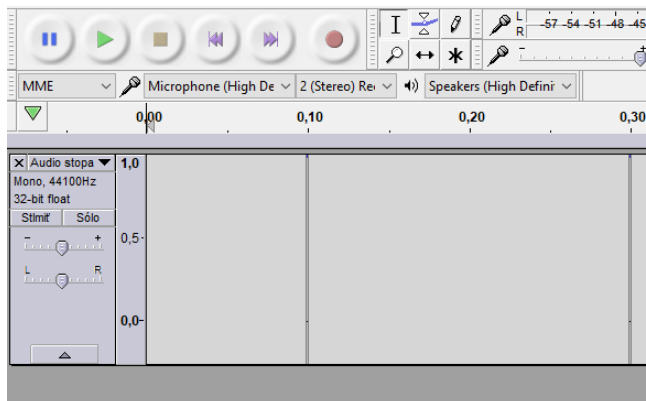 L
R
-57 -54 -51 -48 -45
MME
Microphone (High De
2 (Stereo) Re
Speakers (High Defini
0,00 0,10 0,20 0,30
X Audio stopa 1,0
Mono, 44100Hz
32-bit float
Stlmiť Sólo
- + 0,5-
L R
0,0-